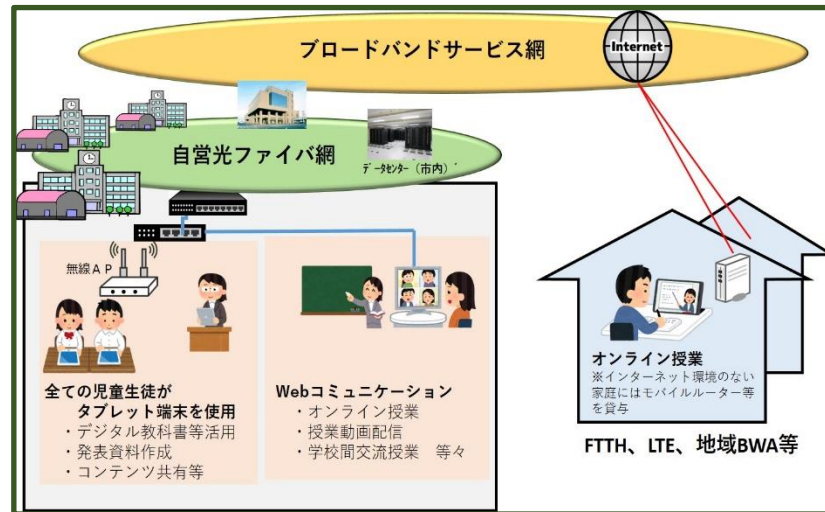 ブロードバンドサービス網
Internet
自営光ファイバ網
データセンター（市内）
無線AP
全ての児童生徒が
タブレット端末を使用
・デジタル教科書等活用
・発表資料作成
・コンテンツ共有等
Webコミュニケーション
・オンライン授業
・授業動画配信
・学校間交流授業　等々
オンライン授業
※インターネット環境のない
家庭にはモバイルルーター等
を貸与
FTTH、LTE、地域BWA等